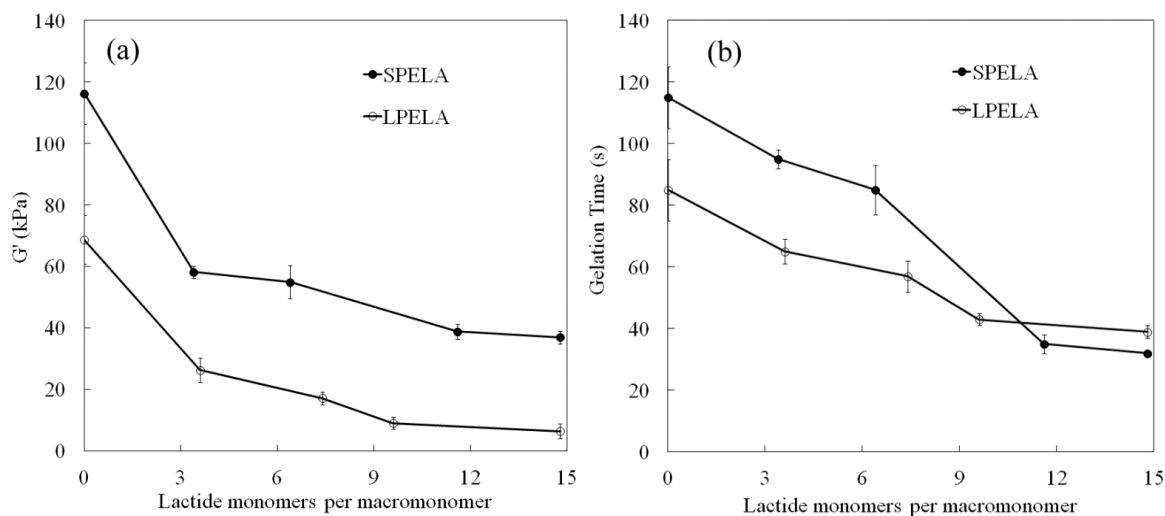 (a)
SPELA
LPELA
G' (kPa)
140
120
100
80
60
40
20
0
0 3 6 9 12 15
Lactide monomers per macromonomer
(b)
SPELA
LPELA
Gelation Time (s)
140
120
100
80
60
40
20
0
0 3 6 9 12 15
Lactide monomers per macromonomer